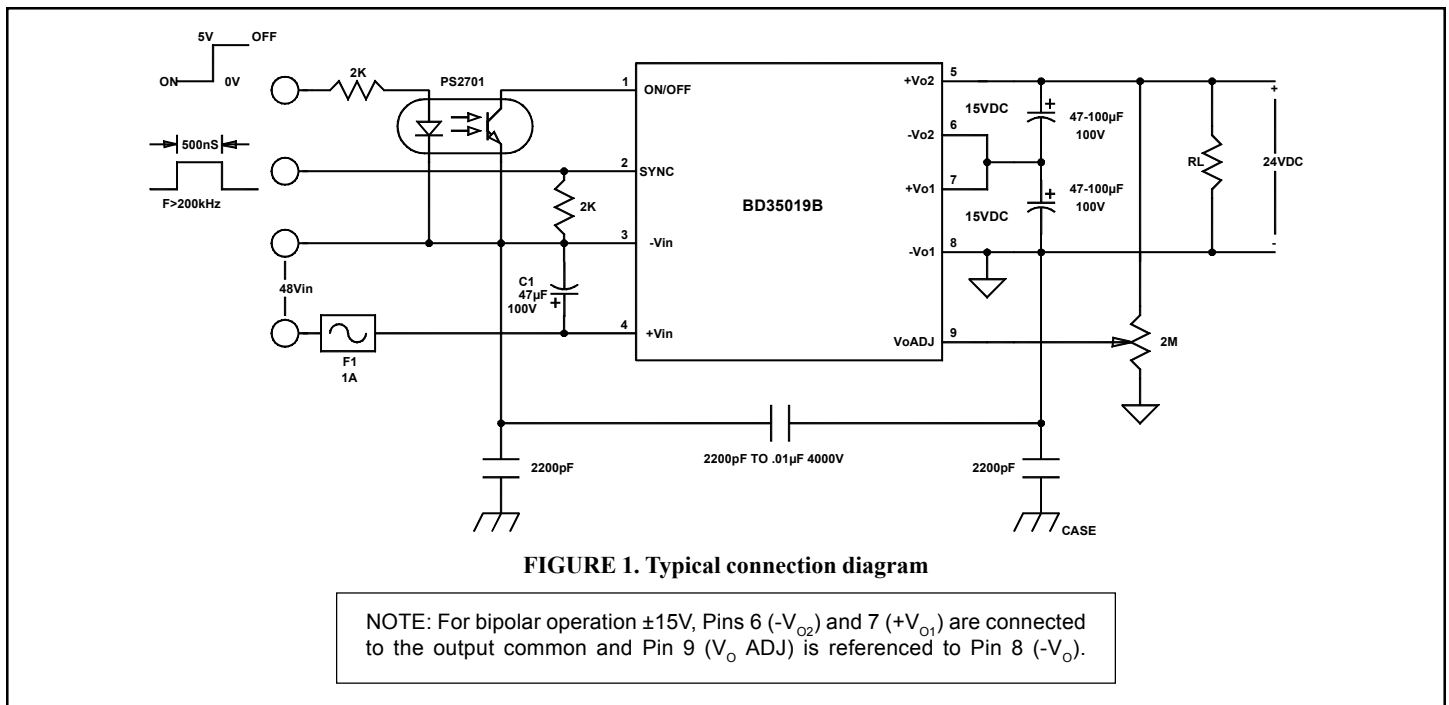 5V OFF
ON 0V
2K
PS2701
500nS
F>200kHz
2K
48Vin
C1
47µF
100V
F1
1A
1
ON/OFF
2
SYNC
3
-Vin
4
+Vin
BD35019B
+Vo2
5
-Vo2
6
+Vo1
7
-Vo1
8
VoADJ
9
15VDC
+
47-100µF
100V
15VDC
+
47-100µF
100V
RL
+
24VDC
-
2M
+
2200pF
2200pF TO .01µF 4000V
2200pF
CASE
FIGURE 1. Typical connection diagram
NOTE: For bipolar operation ±15V, Pins 6 (-VO2) and 7 (+VO1) are connected
to the output common and Pin 9 (VO ADJ) is referenced to Pin 8 (-VO).